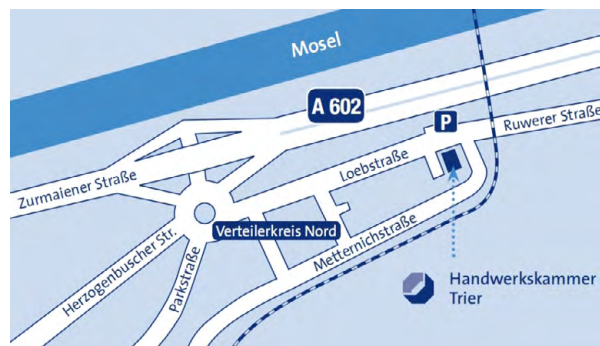 Mosel
A 602
P
Ruwerer Straße
Loebstraße
Zurmaiener Straße
Verteilerkreis Nord
Metternichstraße
Herzogenbuscher Str.
Parkstraße
Handwerkskammer
Trier